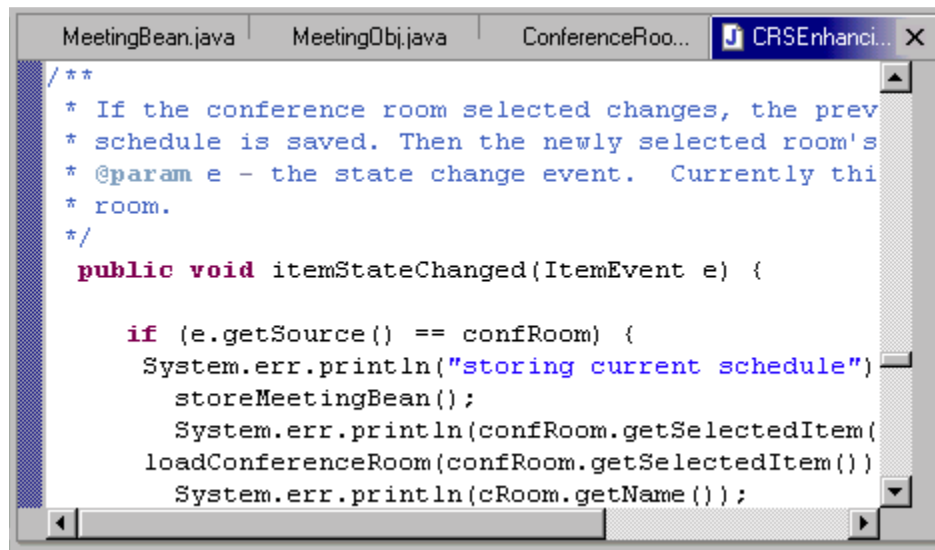 MeetingBean.java MeetingObj.java ConferenceRoo... CRSEnhanci...
/**
* If the conference room selected changes, the prev
* schedule is saved. Then the newly selected room's
* @param e - the state change event.  Currently thi
* room.
*/
public void itemStateChanged(ItemEvent e) {
if (e.getSource() == confRoom) {
System.err.println("storing current schedule")
storeMeetingBean();
System.err.println(confRoom.getSelectedItem(
loadConferenceRoom(confRoom.getSelectedItem())
System.err.println(cRoom.getName());